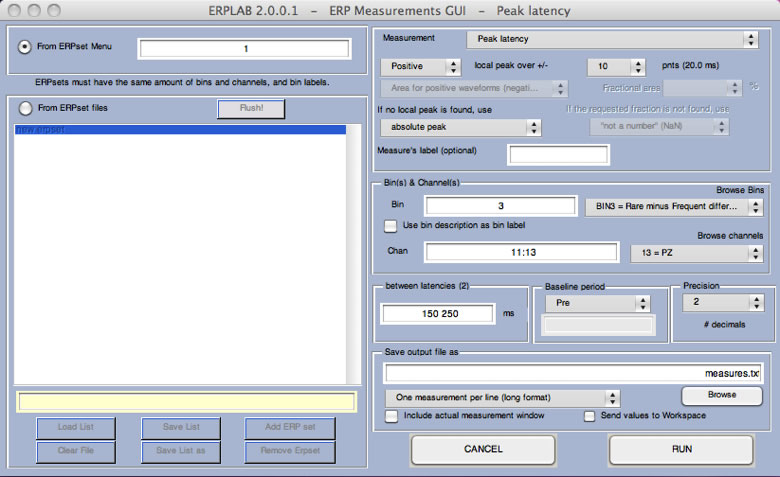 ERPLAB 2.0.0.1 - ERP Measurements GUI - Peak latency
From ERPset Menu
1
ERPsets must have the same amount of bins and channels, and bin labels.
From ERPset files
Flush!
new erpset
Load List
Save List
Add ERP set
Clear File
Save List as
Remove Erpset
Measurement
Peak latency
Positive
local peak over +/-
10
pnts (20.0 ms)
Area for positive waveforms (negati...
Fractional area
%
If no local peak is found, use
If the requested fraction is not found, use
absolute peak
"not a number" (NaN)
Measure's label (optional)
Bin(s) & Channel(s)
Browse Bins
Bin
3
BIN3 = Rare minus Frequent differ...
Use bin description as bin label
Browse channels
Chan
11:13
13 = PZ
between latencies (2)
150 250
ms
Baseline period
Pre
Precision
2
# decimals
Save output file as
measures.txt
One measurement per line (long format)
Browse
Include actual measurement window
Send values to Workspace
CANCEL
RUN